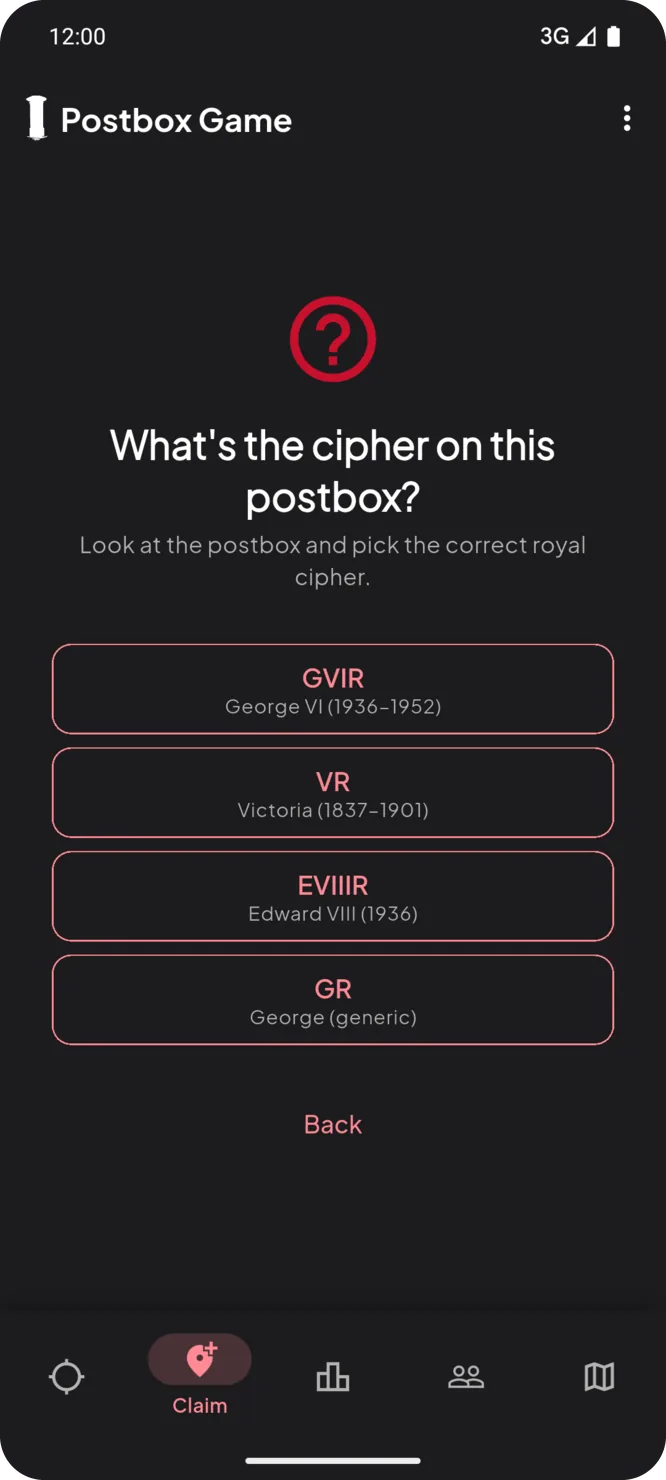 12:00
3G
Postbox Game
What's the cipher on this
postbox?
Look at the postbox and pick the correct royal
cipher.
GVIR
George VI (1936–1952)
VR
Victoria (1837–1901)
EVIIIR
Edward VIII (1936)
GR
George (generic)
Back
Claim